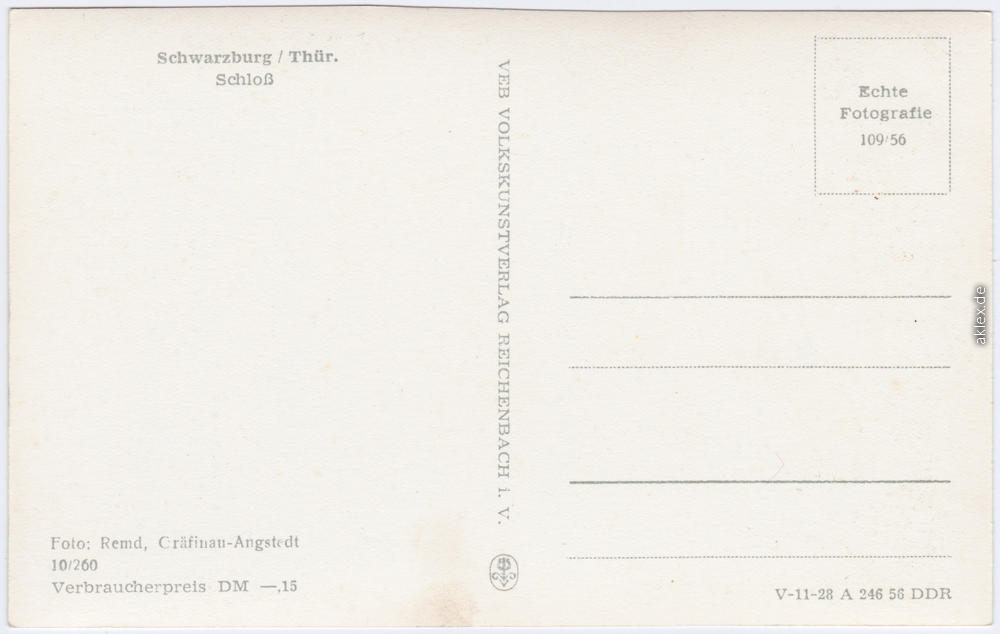 Schwarzburg / Thür.
Schloß
Foto: Remd, Gräfinau-Angstedt
10/260
Verbraucherpreis DM —,15
VEB VOLKSKUNSTVERLAG REICHENBACH i. V.
Echte
Fotografie
109/56
V-11-28 A 246 56 DDR
aklex.de